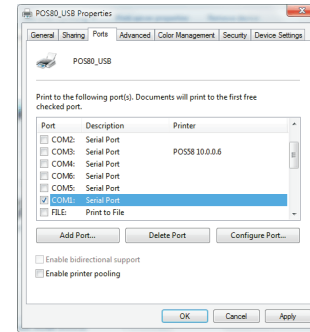 POS80_USB Properties
General Sharing Ports Advanced Color Management Security Device Settings
POS80_USB
Print to the following port(s). Documents will print to the first free
checked port.
Port Description Printer
COM2: Serial Port
COM3: Serial Port POS58 10.0.0.6
COM4: Serial Port
COM6: Serial Port
COM5: Serial Port
COM1: Serial Port
FILE: Print to File
Add Port... Delete Port Configure Port...
Enable bidirectional support
Enable printer pooling
OK Cancel Apply